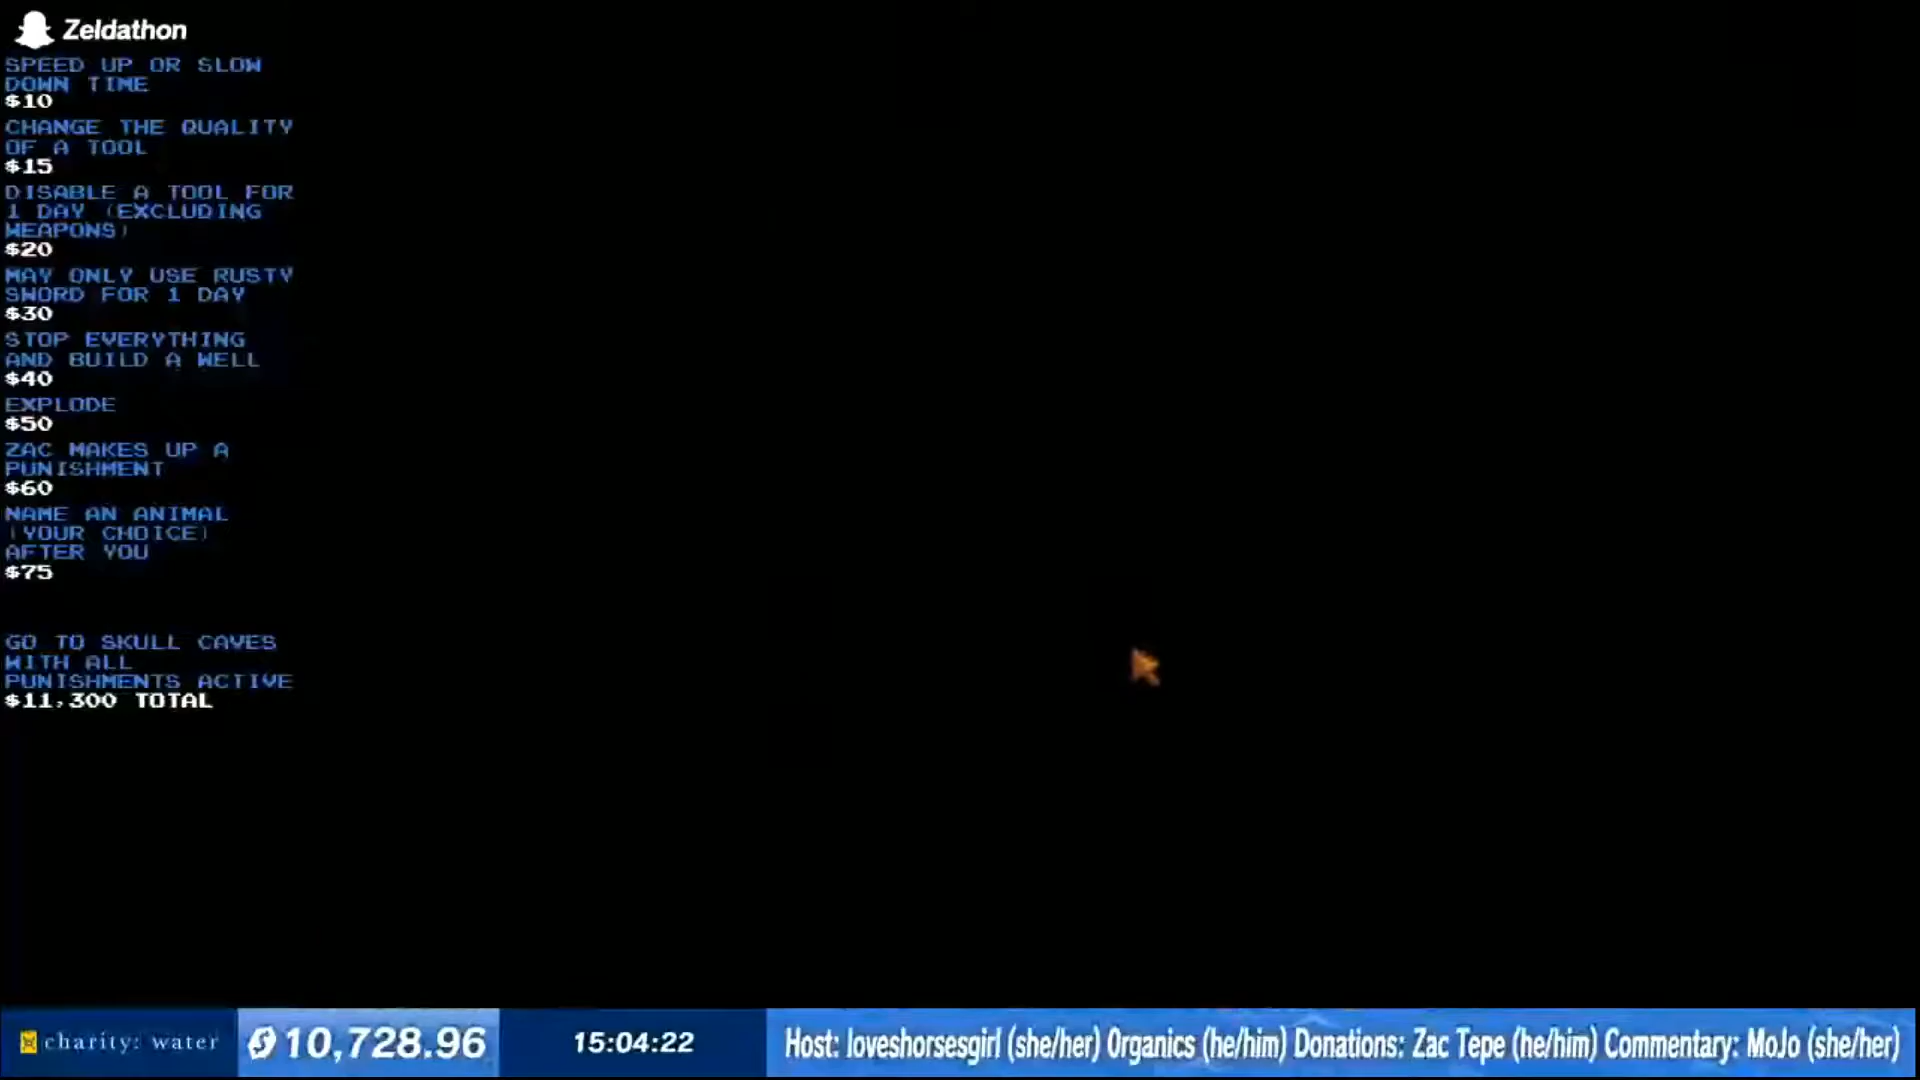 Zeldathon
SPEED UP OR SLOW
DOWN TIME
$10
CHANGE THE QUALITY
OF A TOOL
$15
DISABLE A TOOL FOR
1 DAY (EXCLUDING
WEAPONS)
$20
MAY ONLY USE RUSTY
SWORD FOR 1 DAY
$30
STOP EVERYTHING
AND BUILD A WELL
$40
EXPLODE
$50
ZAC MAKES UP A
PUNISHMENT
$60
NAME AN ANIMAL
(YOUR CHOICE)
AFTER YOU
$75
GO TO SKULL CAVES
WITH ALL
PUNISHMENTS ACTIVE
$11,300 TOTAL
charity: water
10,728.96
15:04:22
Host: loveshorsesgirl (she/her) Organics (he/him) Donations: Zac Tepe (he/him) Commentary: MoJo (she/her)